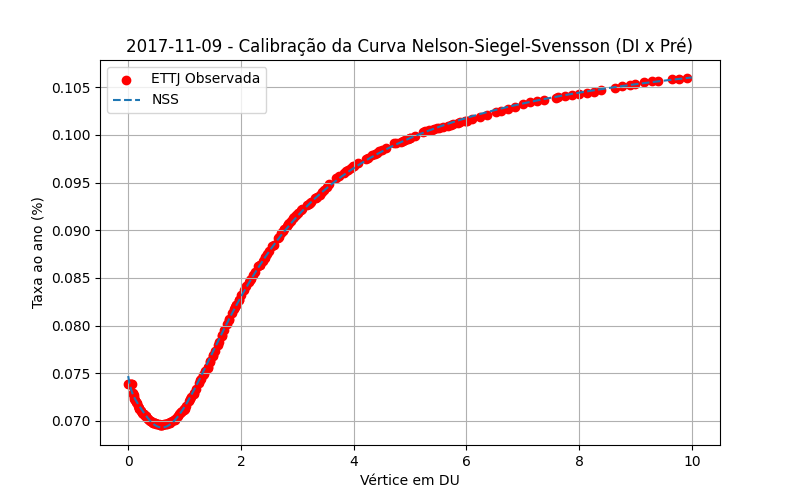 2017-11-09 - Calibração da Curva Nelson-Siegel-Svensson (DI x Pré)
ETTJ Observada
NSS
Taxa ao ano (%)
0.105
0.100
0.095
0.090
0.085
0.080
0.075
0.070
0 2 4 6 8 10
Vértice em DU